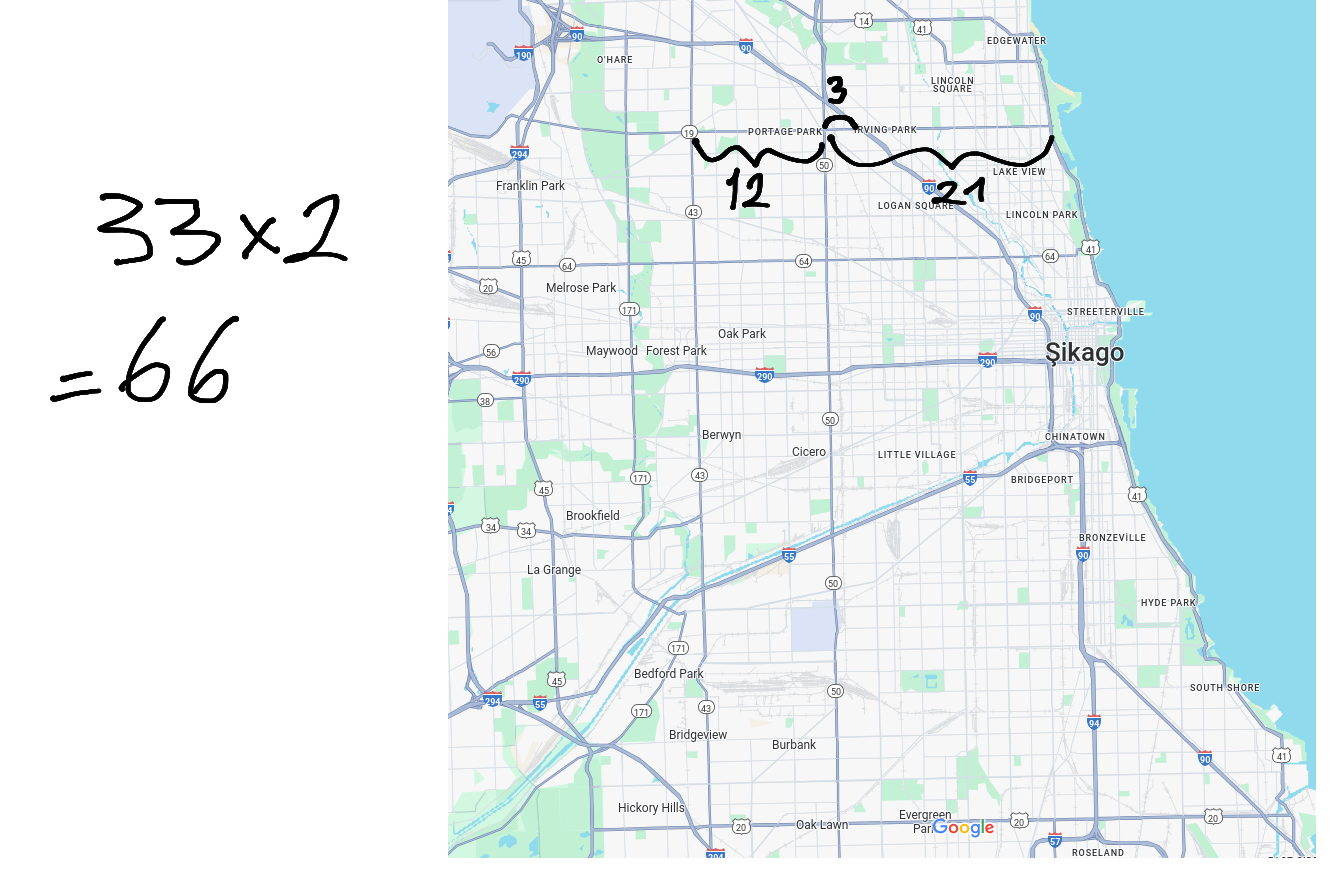 33x2
=66
14
41
EDGEWATER
90
90
190
O'HARE
LINCOLN
SQUARE
3
19
PORTAGE PARK
IRVING PARK
294
50
LAKE VIEW
Franklin Park
12
90
21
LOGAN SQUARE
43
LINCOLN PARK
41
45
64
64
64
20
Melrose Park
171
90
STREETERVILLE
Oak Park
56
Maywood
Forest Park
Şikago
290
290
290
38
50
Berwyn
CHINATOWN
Cicero
LITTLE VILLAGE
43
171
55
BRIDGEPORT
45
41
Brookfield
34
34
BRONZEVILLE
55
90
La Grange
50
HYDE PARK
171
Bedford Park
45
SOUTH SHORE
50
294
55
171
43
94
Bridgeview
Burbank
41
90
Hickory Hills
Evergreen
Park
Google
20
Oak Lawn
20
20
57
294
ROSELAND